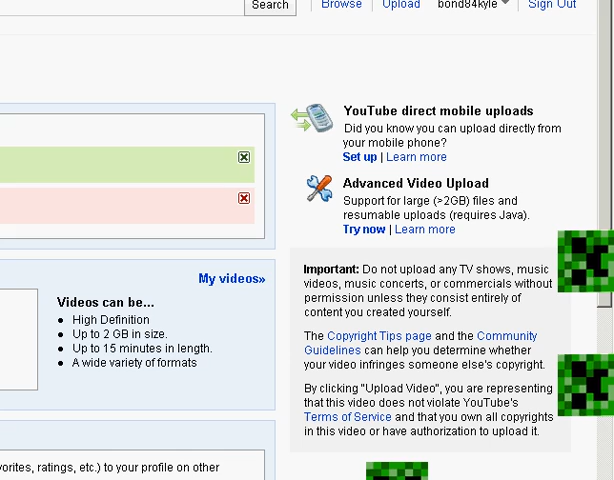 Search | Browse | Upload bond84kyle | Sign Out
YouTube direct mobile uploads
Did you know you can upload directly from
your mobile phone?
Set up | Learn more
Advanced Video Upload
Support for large (>2GB) files and
resumable uploads (requires Java).
Try now | Learn more
My videos»
Videos can be...
● High Definition
● Up to 2 GB in size.
● Up to 15 minutes in length.
● A wide variety of formats
Important: Do not upload any TV shows, music
videos, music concerts, or commercials without
permission unless they consist entirely of
content you created yourself.
The Copyright Tips page and the Community
Guidelines can help you determine whether
your video infringes someone else's copyright.
By clicking "Upload Video", you are representing
that this video does not violate YouTube's
Terms of Service and that you own all copyrights
in this video or have authorization to upload it.
ratings, etc.) to your profile on other